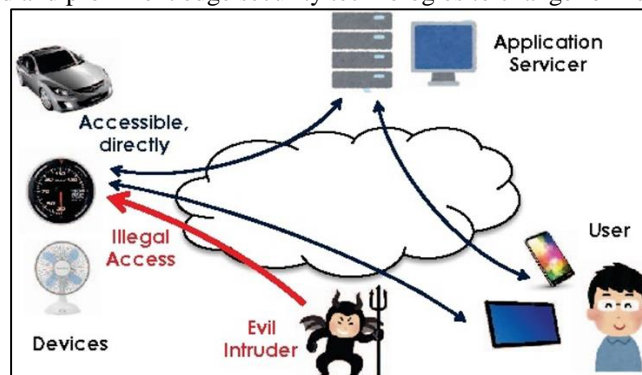 Application
Servicer
Accessible,
directly
User
Illegal
Access
Evil
Intruder
Devices